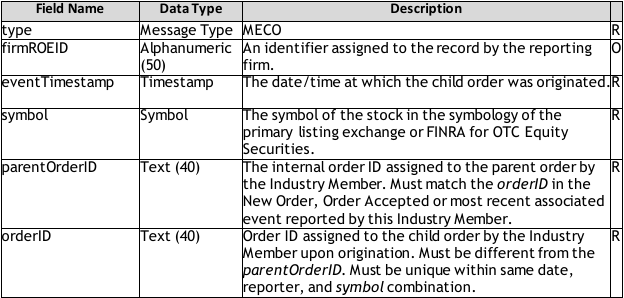 Field Name Data Type Description
type Message Type MECO R
firmROEID Alphanumeric An identifier assigned to the record by the reporting O
(50) firm.
eventTimestamp Timestamp The date/time at which the child order was originated. R
symbol Symbol The symbol of the stock in the symbology of the R
primary listing exchange or FINRA for OTC Equity
Securities.
parentOrderID Text (40) The internal order ID assigned to the parent order by R
the Industry Member. Must match the orderID in the
New Order, Order Accepted or most recent associated
event reported by this Industry Member.
orderID Text (40) Order ID assigned to the child order by the Industry R
Member upon origination. Must be different from the
parentOrderID. Must be unique within same date,
reporter, and symbol combination.